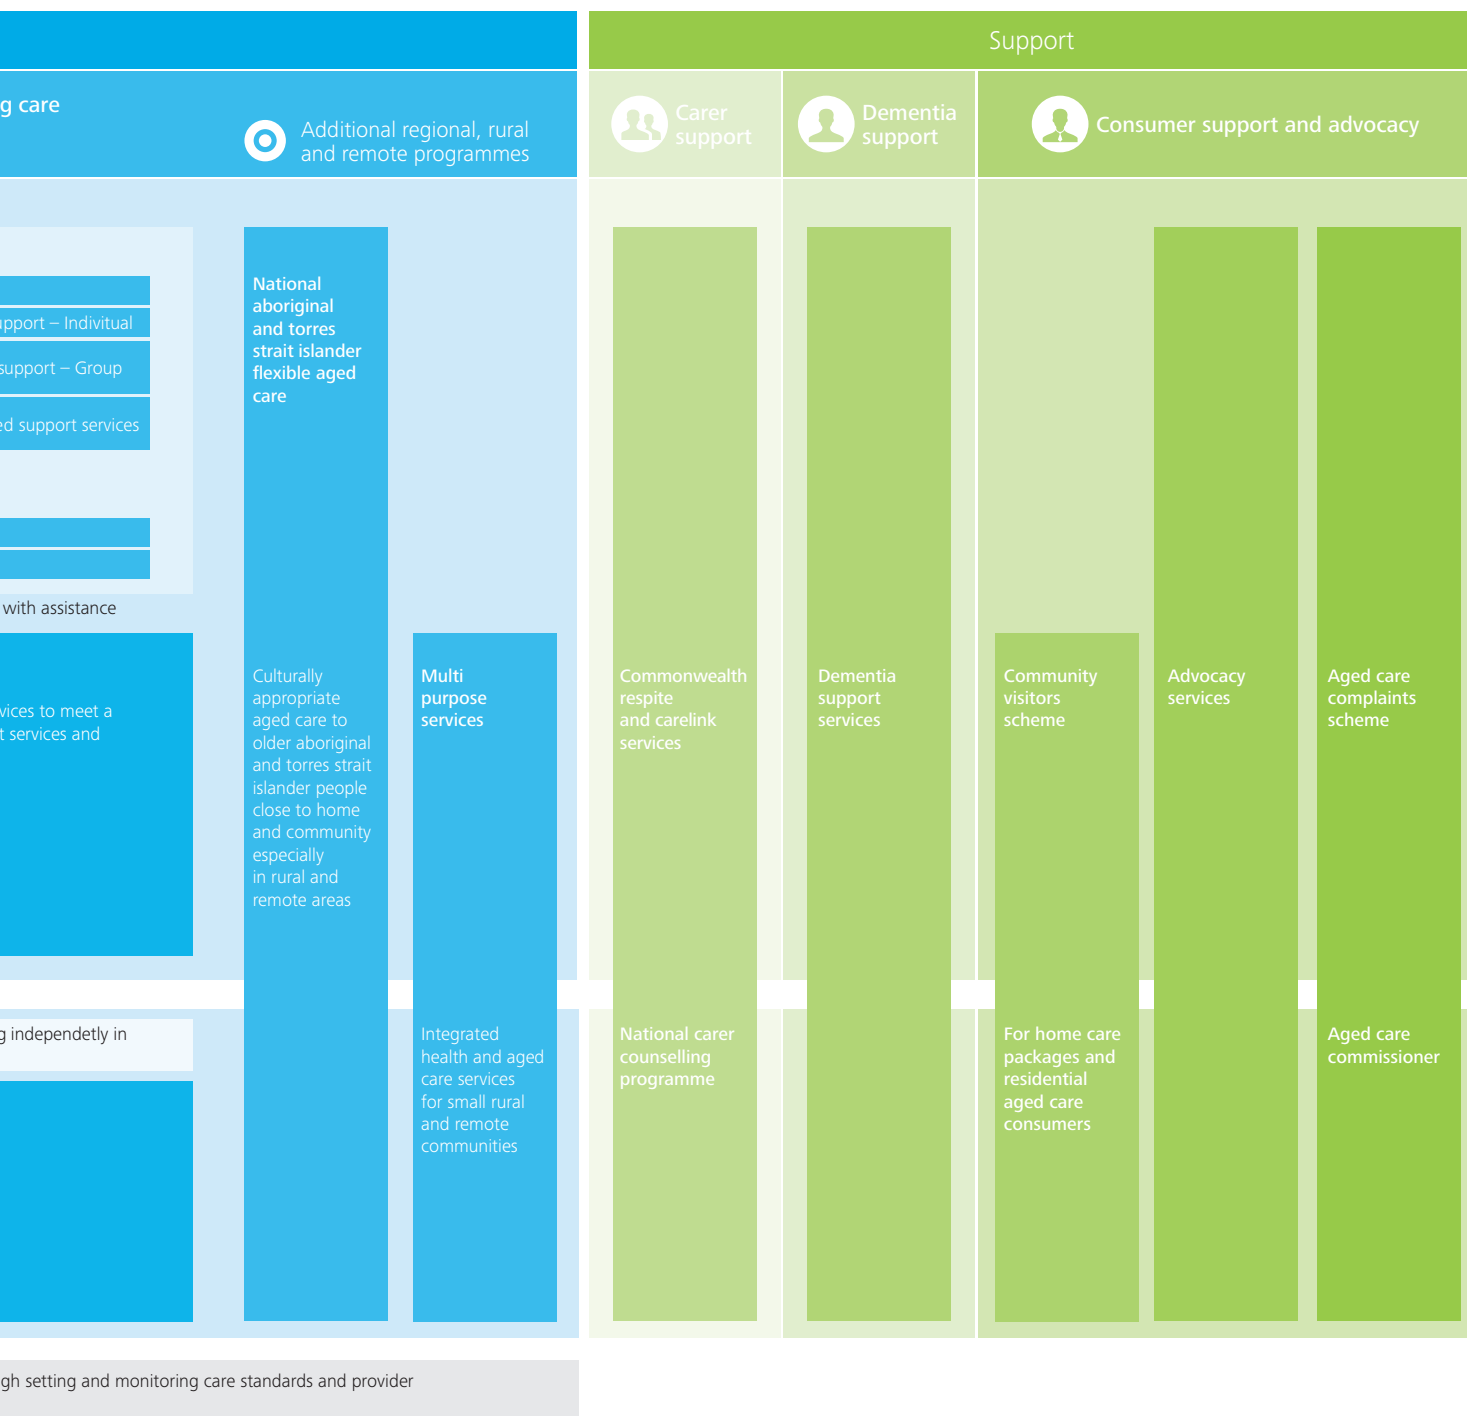 Support
g care
Additional regional, rural
and remote programmes
Carer
support
Dementia
support
Consumer support and advocacy
upport – Indivitual
support – Group
ed support services
with assistance
vices to meet a
t services and
g independetly in
National
aboriginal
and torres
strait islander
flexible aged
care
Culturally
appropriate
aged care to
older aboriginal
and torres strait
islander people
close to home
and community
especially
in rural and
remote areas
Multi
purpose
services
Integrated
health and aged
care services
for small rural
and remote
communities
Commonwealth
respite
and carelink
services
National carer
counselling
programme
Dementia
support
services
Community
visitors
scheme
For home care
packages and
residential
aged care
consumers
Advocacy
services
Aged care
complaints
scheme
Aged care
commissioner
gh setting and monitoring care standards and provider